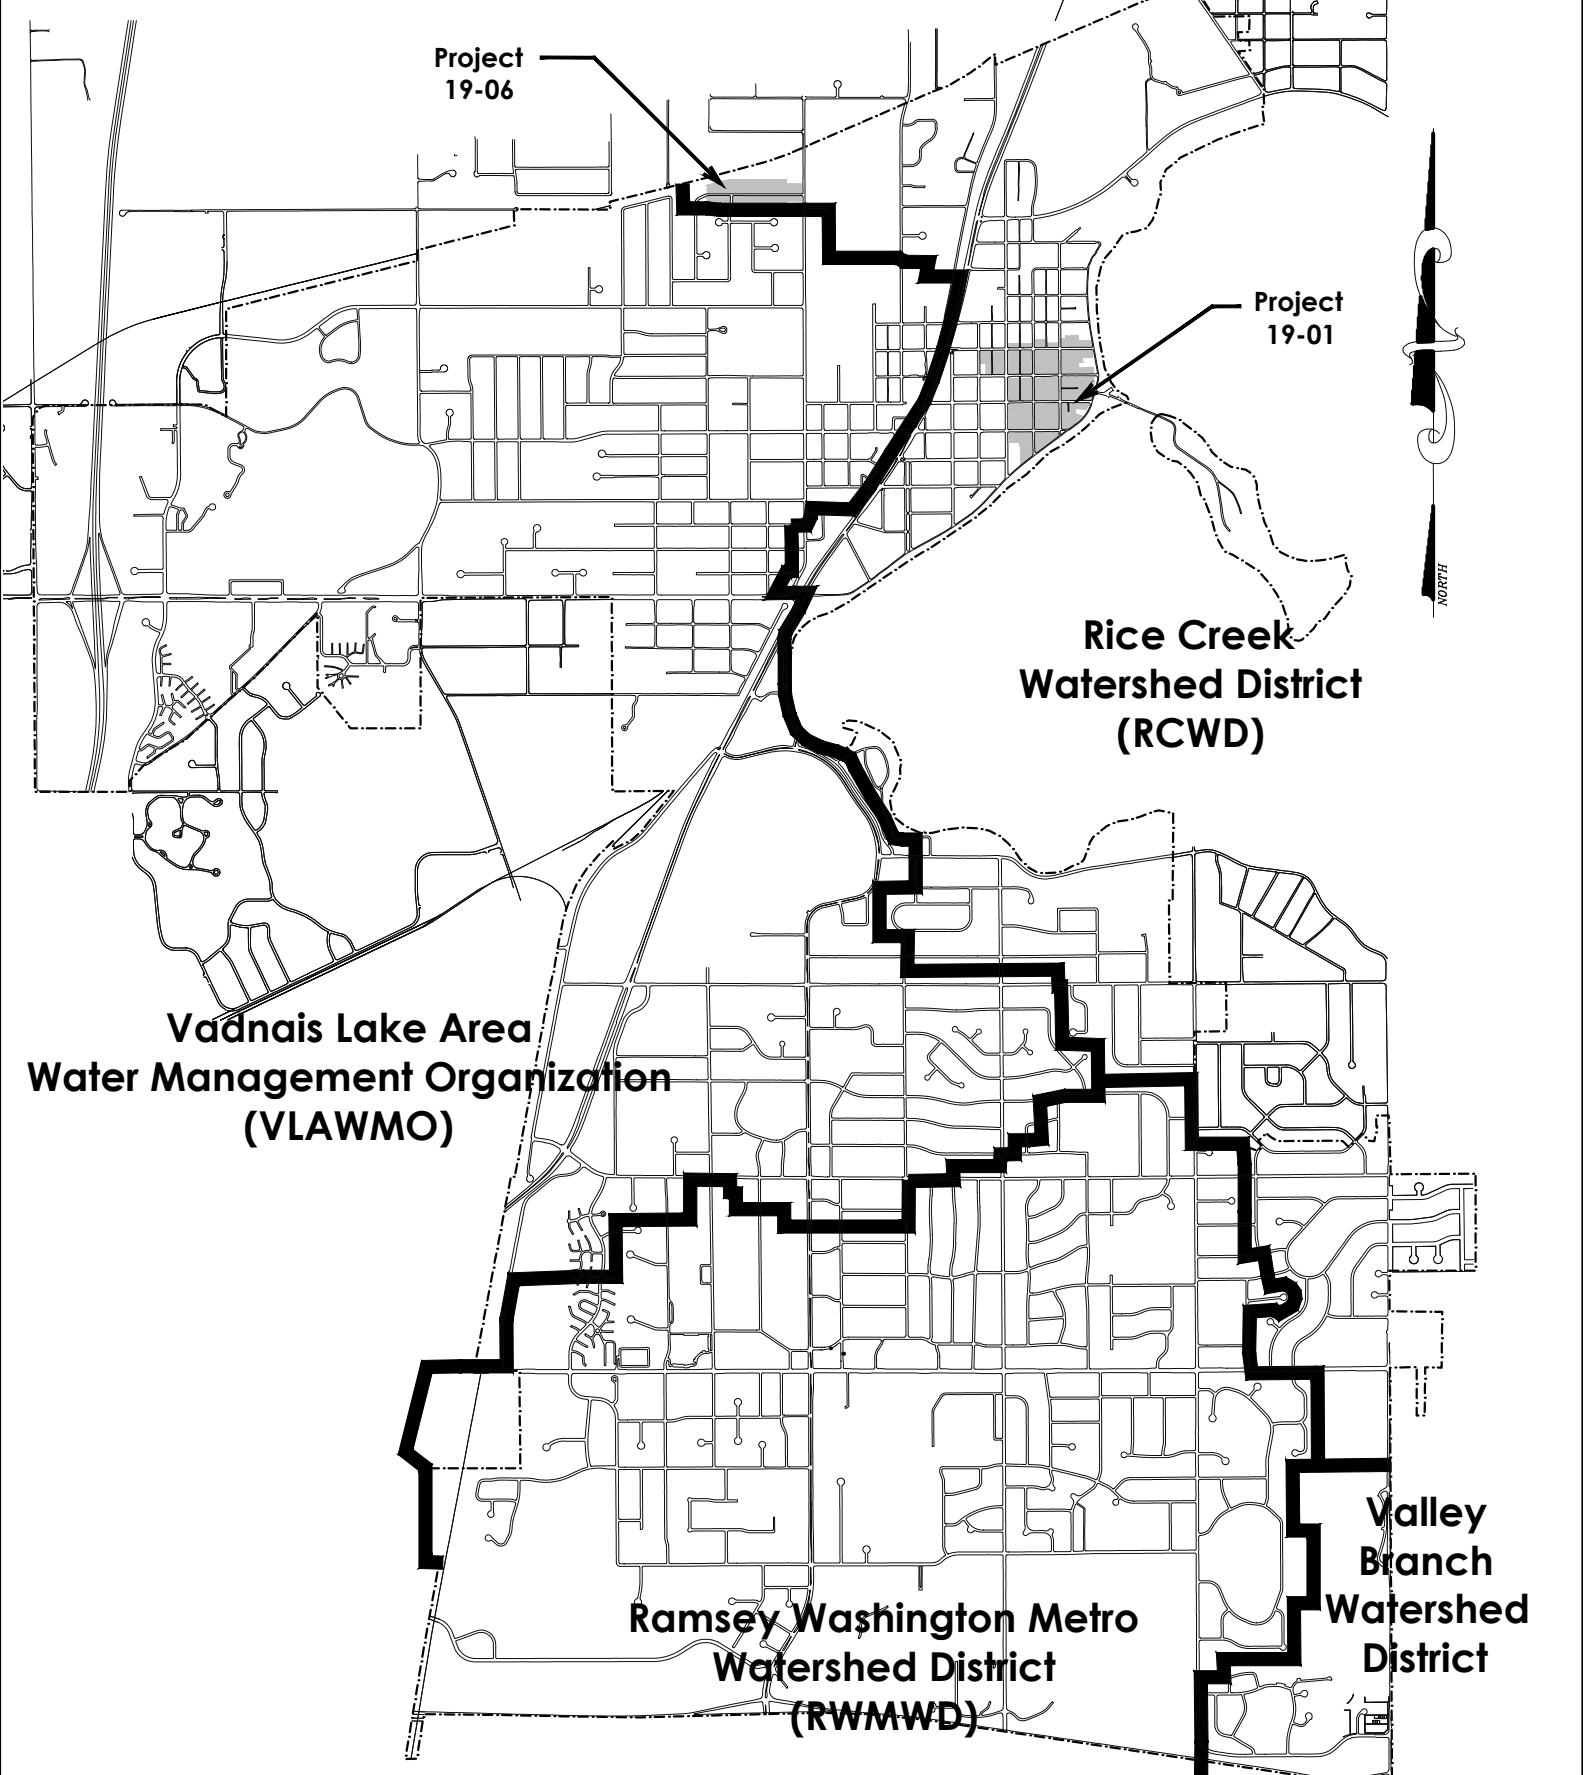 Project
19-06
Project
19-01
NORTH
Rice Creek
Watershed District
(RCWD)
Vadnais Lake Area
Water Management Organization
(VLAWMO)
Valley
Branch
Watershed
District
Ramsey Washington Metro
Watershed District
(RWMWD)